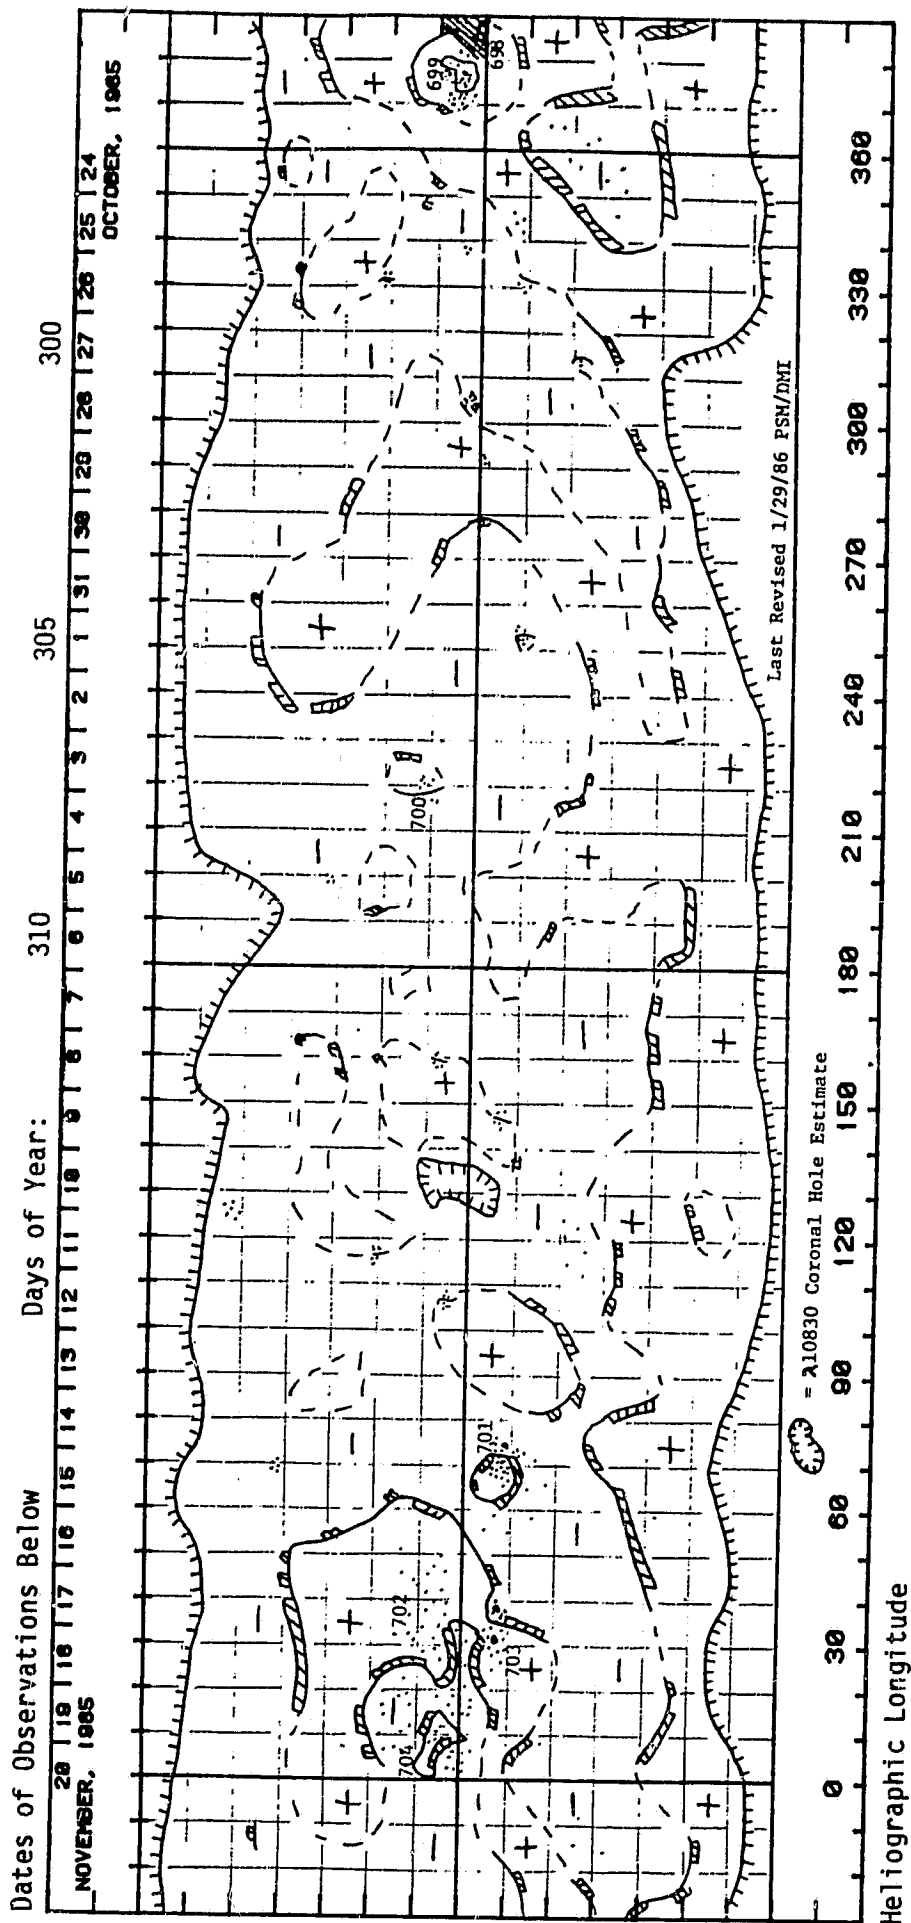 Dates of Observations Below
Days of Year:
310
305
300
20 | 19 | 18 | 17 | 16 | 15 | 14 | 13 | 12 | 11 | 10 | 9 | 8 | 7 | 6 | 5 | 4 | 3 | 2 | 1 | 31 | 30 | 29 | 28 | 27 | 26 | 25 | 24
NOVEMBER, 1985
OCTOBER, 1985
704
702
703
701
700
699
698
= λ10830 Coronal Hole Estimate
Last Revised 1/29/86 PSM/DMI
0 30 60 90 120 150 180 210 240 270 300 330 360
Heliographic Longitude